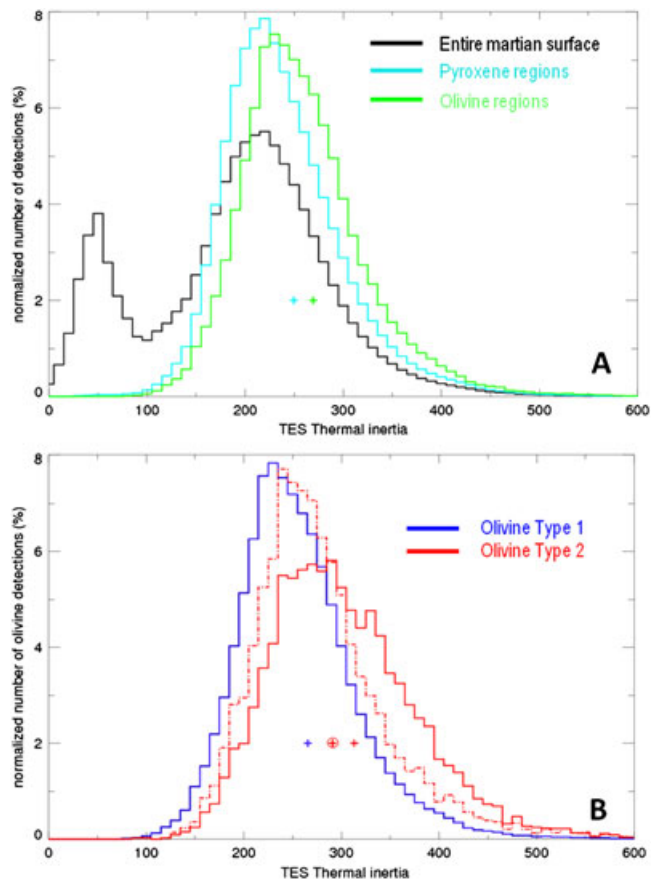 8
6
4
2
0
normalized number of detections (%)
Entire martian surface
Pyroxene regions
Olivine regions
A
0 100 200 300 400 500 600
TES Thermal inertia
8
6
4
2
0
normalized number of olivine detections (%)
Olivine Type 1
Olivine Type 2
B
0 100 200 300 400 500 600
TES Thermal inertia